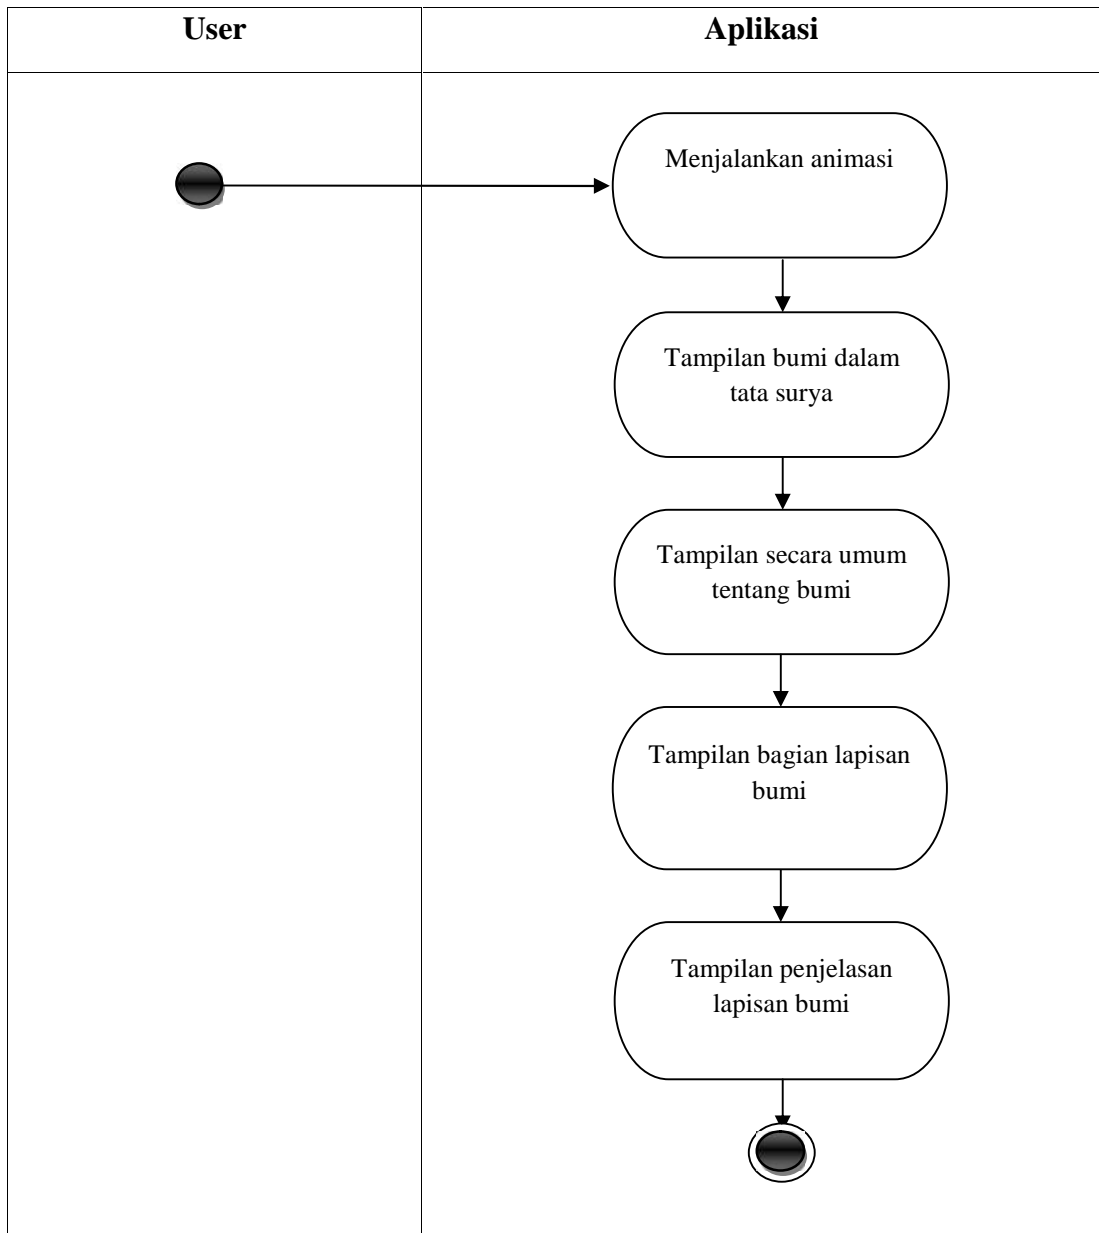 User
Aplikasi
Menjalankan animasi
Tampilan bumi dalam
tata surya
Tampilan secara umum
tentang bumi
Tampilan bagian lapisan
bumi
Tampilan penjelasan
lapisan bumi